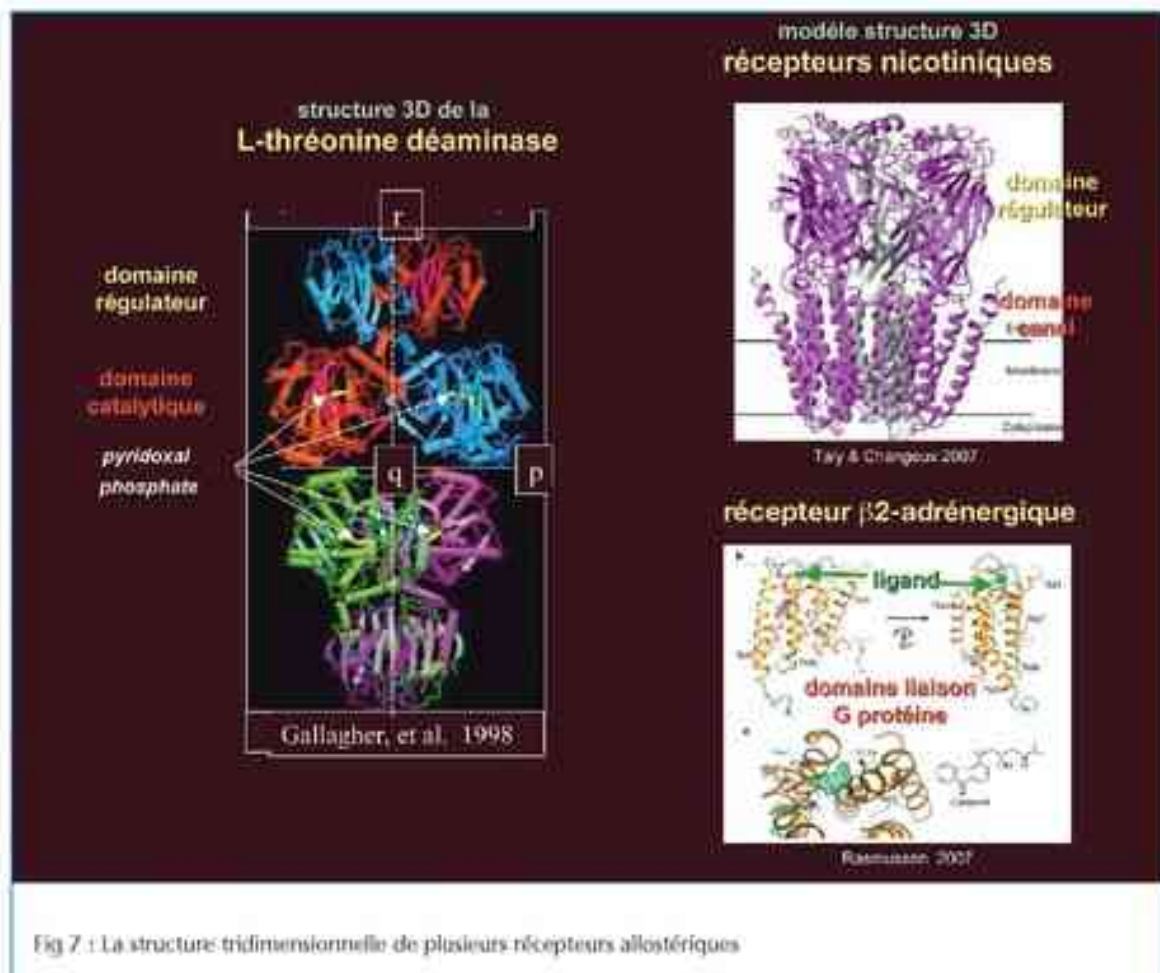 structure 3D de la
L-thréonine déaminase
r
domaine
régulateur
domaine
catalytique
pyridoxal
phosphate
q
p
Gallagher, et al. 1998
modèle structure 3D
récepteurs nicotiniques
domaine
régulateur
domaine
canal
Taly & Changeux 2007
récepteur β2-adrénergique
ligand
domaine liaison
G protéine
Rasmussen 2007
Fig 7 : La structure tridimensionnelle de plusieurs récepteurs allostériques